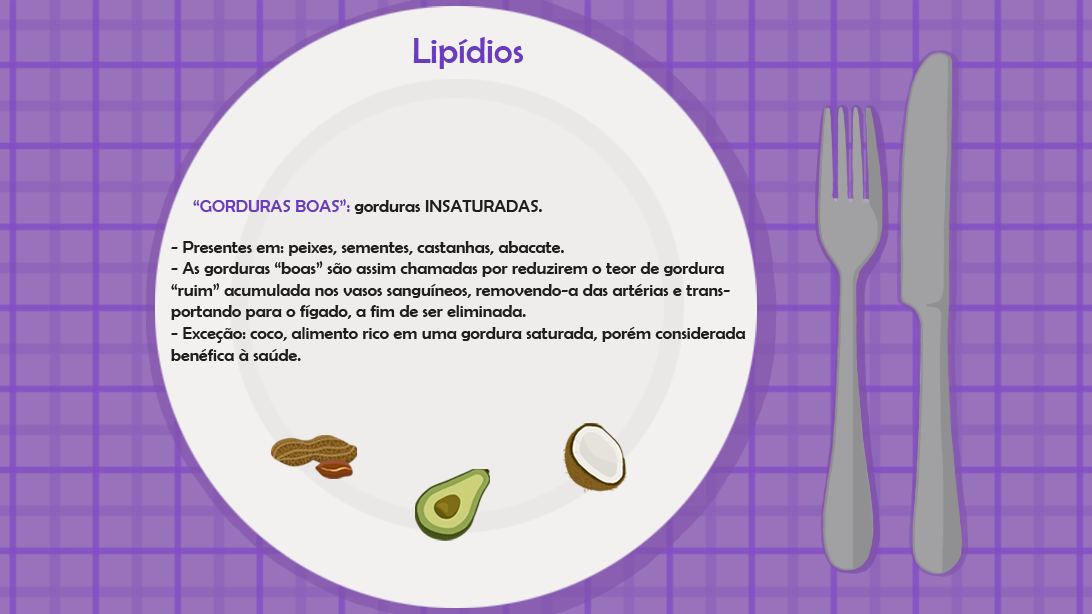 Lipídios
“GORDURAS BOAS”: gorduras INSATURADAS.
- Presentes em: peixes, sementes, castanhas, abacate.
- As gorduras “boas” são assim chamadas por reduzirem o teor de gordura
“ruim” acumulada nos vasos sanguíneos, removendo-a das artérias e trans-
portando para o fígado, a fim de ser eliminada.
- Exceção: coco, alimento rico em uma gordura saturada, porém considerada
benéfica à saúde.